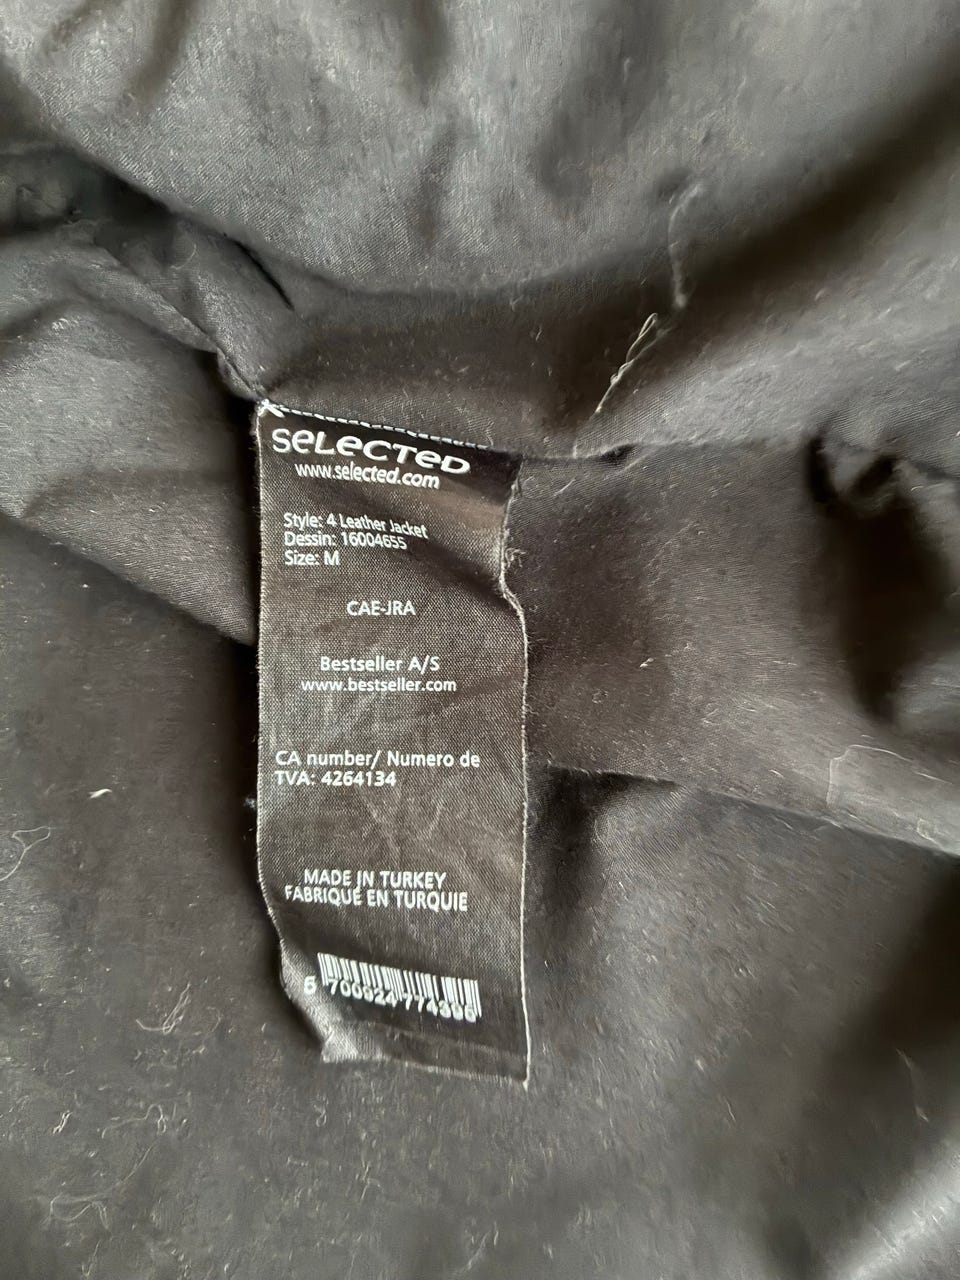 SELECTED
www.selected.com
Style: 4 Leather Jacket
Dessin: 16004655
Size: M
CAE-JRA
Bestseller A/S
www.bestseller.com
CA number/ Numero de
TVA: 4264134
MADE IN TURKEY
FABRIQUE EN TURQUIE